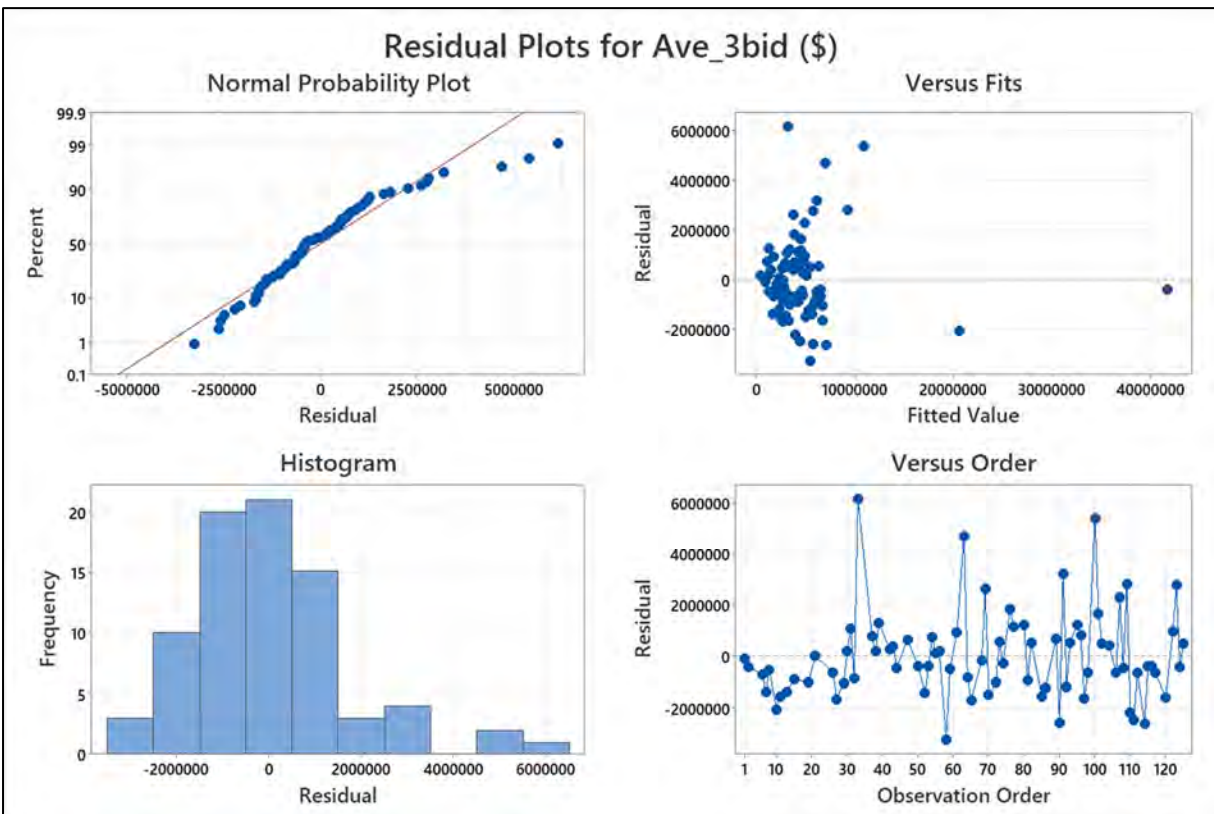 Residual Plots for Ave_3bid ($)
Normal Probability Plot
99.9
99
90
50
10
1
0.1
Percent
-5000000 -2500000 0 2500000 5000000
Residual
Versus Fits
6000000
4000000
2000000
0
-2000000
Residual
0 10000000 20000000 30000000 40000000
Fitted Value
Histogram
20
15
10
5
0
Frequency
-2000000 0 2000000 4000000 6000000
Residual
Versus Order
6000000
4000000
2000000
0
-2000000
Residual
1 10 20 30 40 50 60 70 80 90 100 110 120
Observation Order